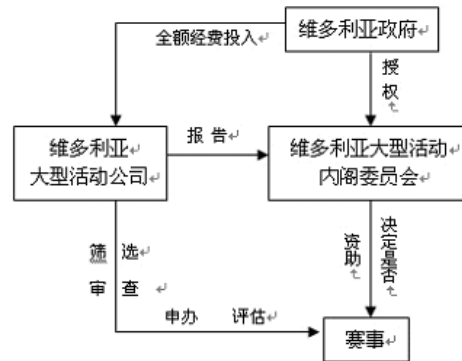 维多利亚政府
全额经费投入
授
权
维多利亚
大型活动公司
报 告
维多利亚大型活动
内阁委员会
筛 选
审 查
资助
决定是否
申办 评估
赛事